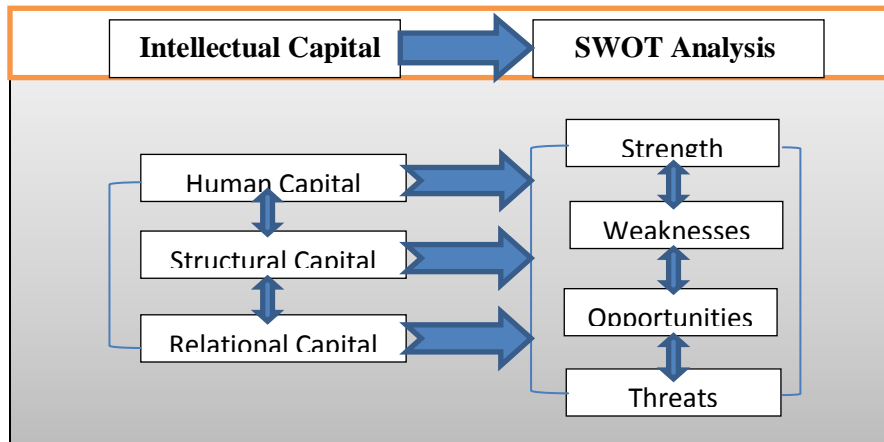 Intellectual Capital
SWOT Analysis
Human Capital
Structural Capital
Relational Capital
Strength
Weaknesses
Opportunities
Threats